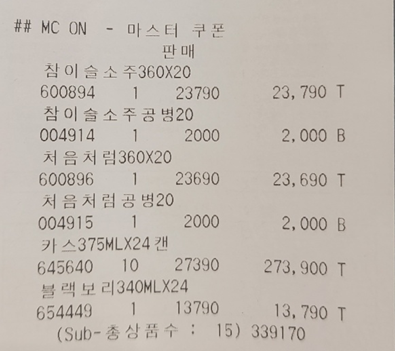 ## MC ON - 마스터 쿠폰
판매
참이슬소주360X20
600894 1 23790 23,790 T
참이슬소주공병20
004914 1 2000 2,000 B
처음처럼360X20
600896 1 23690 23,690 T
처음처럼공병20
004915 1 2000 2,000 B
카스375MLX24캔
645640 10 27390 273,900 T
블랙보리340MLX24
654449 1 13790 13,790 T
(Sub-총상품수 : 15) 339170